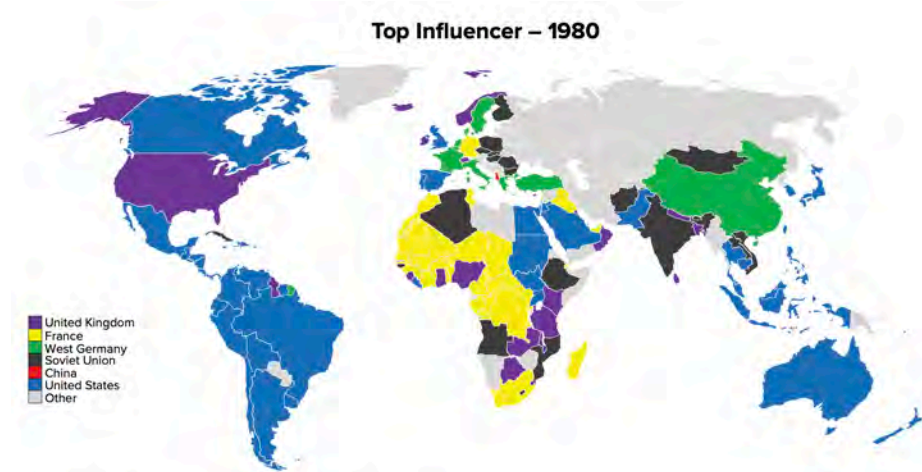 Top Influencer – 1980
United Kingdom
France
West Germany
Soviet Union
China
United States
Other